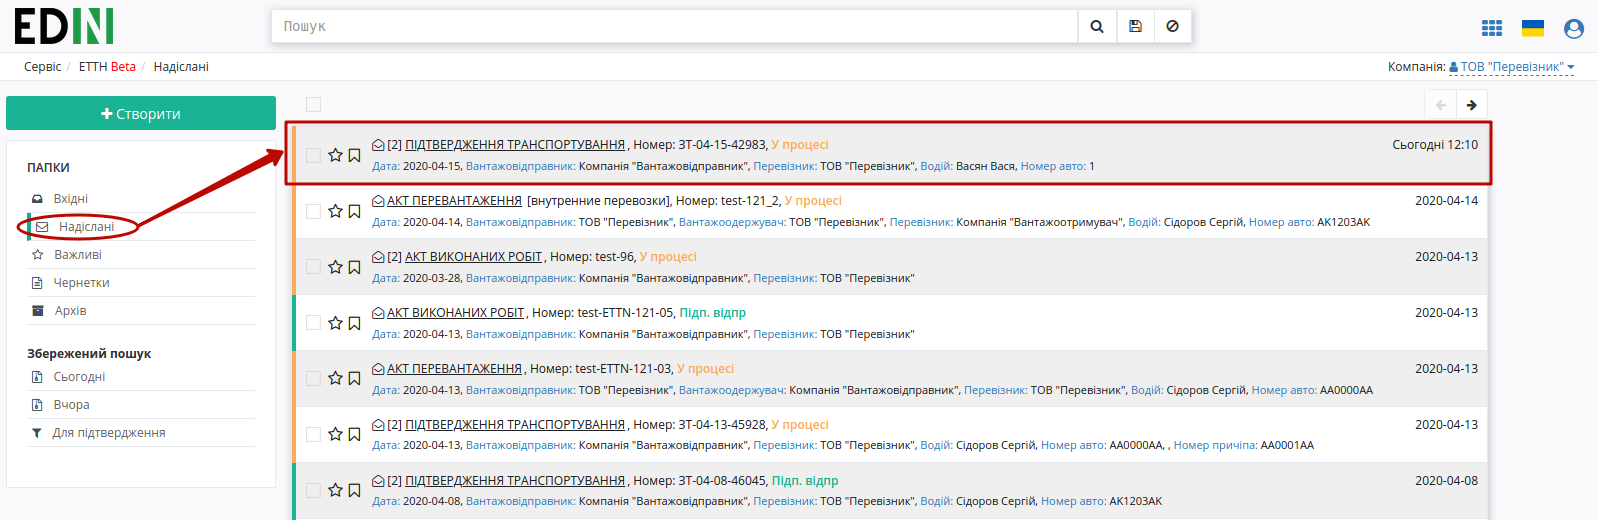 EDIN
Пошук
Сервіс / ЕТТН Beta / Надіслані
Компанія: ТОВ "Перевізник"
Створити
ПАПКИ
Вхідні
Надіслані
Важливі
Чернетки
Архів
Збережений пошук
Сьогодні
Вчора
Для підтвердження
[2] ПІДТВЕРДЖЕННЯ ТРАНСПОРТУВАННЯ , Номер: ЗТ-04-15-42983, У процесі Сьогодні 12:10
Дата: 2020-04-15, Вантажовідправник: Компанія "Вантажовідправник", Перевізник: ТОВ "Перевізник", Водій: Васян Вася, Номер авто: 1
АКТ ПЕРЕВАНТАЖЕННЯ [внутренние перевозки], Номер: test-121_2, У процесі 2020-04-14
Дата: 2020-04-14, Вантажовідправник: ТОВ "Перевізник", Вантажоодержувач: ТОВ "Перевізник", Перевізник: Компанія "Вантажоотримувач", Водій: Сідоров Сергій, Номер авто: АК1203АК
[2] АКТ ВИКОНАНИХ РОБІТ , Номер: test-96, У процесі 2020-04-13
Дата: 2020-03-28, Вантажовідправник: Компанія "Вантажовідправник", Перевізник: ТОВ "Перевізник"
АКТ ВИКОНАНИХ РОБІТ , Номер: test-ETTN-121-05, Підп. відпр 2020-04-13
Дата: 2020-04-13, Вантажовідправник: Компанія "Вантажовідправник", Перевізник: ТОВ "Перевізник"
АКТ ПЕРЕВАНТАЖЕННЯ , Номер: test-ETTN-121-03, У процесі 2020-04-13
Дата: 2020-04-13, Вантажовідправник: ТОВ "Перевізник", Вантажоодержувач: Компанія "Вантажовідправник", Перевізник: ТОВ "Перевізник", Водій: Сідоров Сергій, Номер авто: АА0000АА
[2] ПІДТВЕРДЖЕННЯ ТРАНСПОРТУВАННЯ , Номер: ЗТ-04-13-45928, У процесі 2020-04-13
Дата: 2020-04-13, Вантажовідправник: Компанія "Вантажовідправник", Перевізник: ТОВ "Перевізник", Водій: Сідоров Сергій, Номер авто: АА0000АА, , Номер причіпа: АА0001АА
[2] ПІДТВЕРДЖЕННЯ ТРАНСПОРТУВАННЯ , Номер: ЗТ-04-08-46045, Підп. відпр 2020-04-08
Дата: 2020-04-08, Вантажовідправник: Компанія "Вантажовідправник", Перевізник: ТОВ "Перевізник", Водій: Сідоров Сергій, Номер авто: АК1203АК